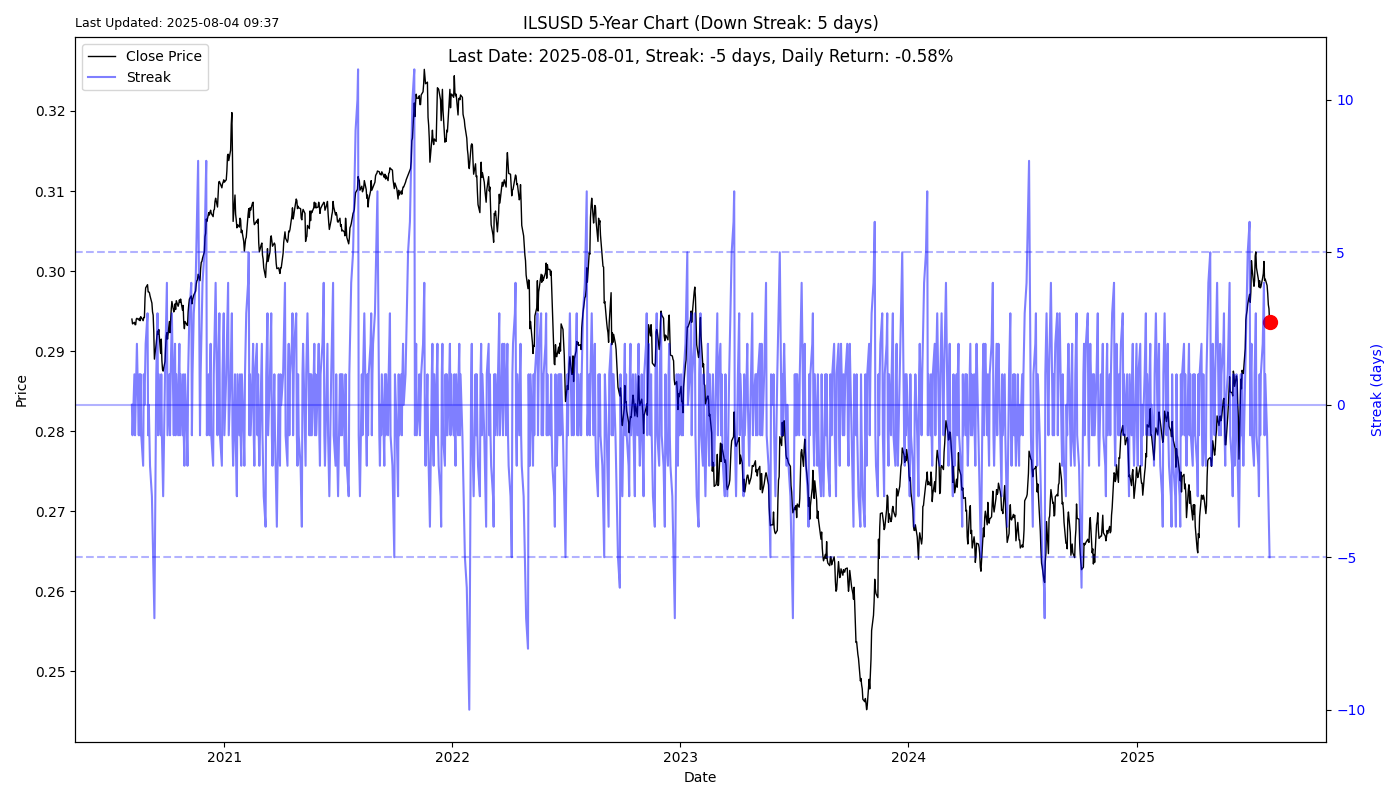 Last Updated: 2025-08-04 09:37
ILSUSD 5-Year Chart (Down Streak: 5 days)
Last Date: 2025-08-01, Streak: -5 days, Daily Return: -0.58%
Close Price
Streak
0.32
0.31
0.30
0.29
0.28
0.27
0.26
0.25
Price
10
5
0
−5
−10
Streak (days)
2021
2022
2023
2024
2025
Date